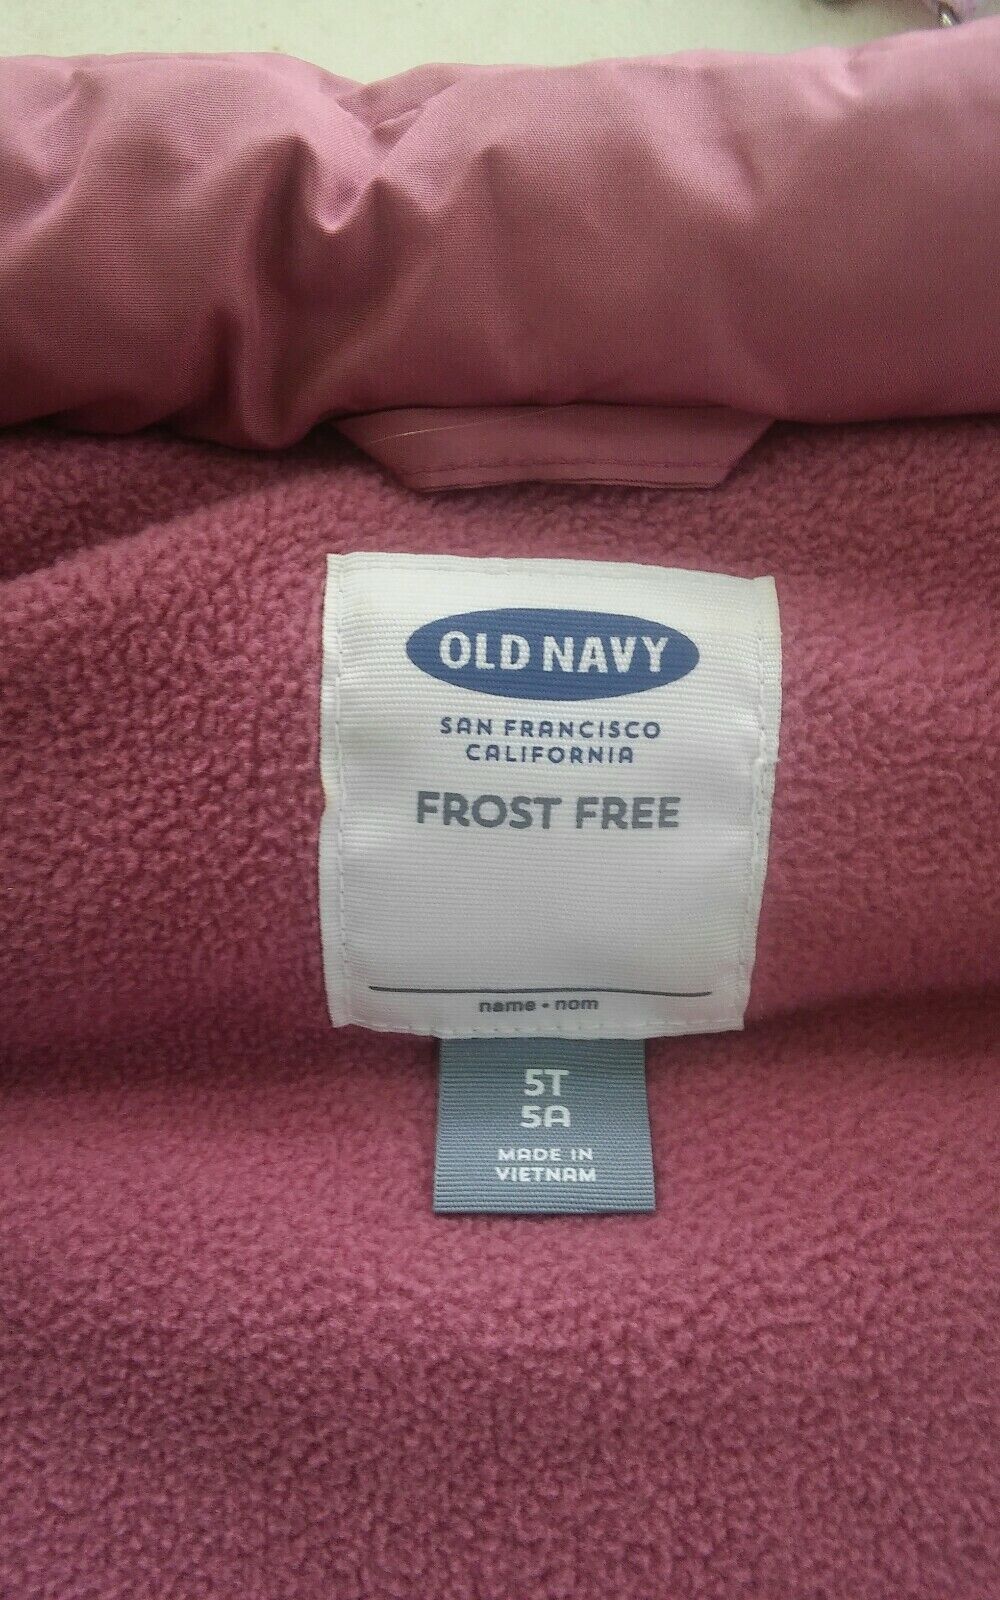 OLD NAVY
SAN FRANCISCO
CALIFORNIA
FROST FREE
name • nom
5T
5A
MADE IN
VIETNAM